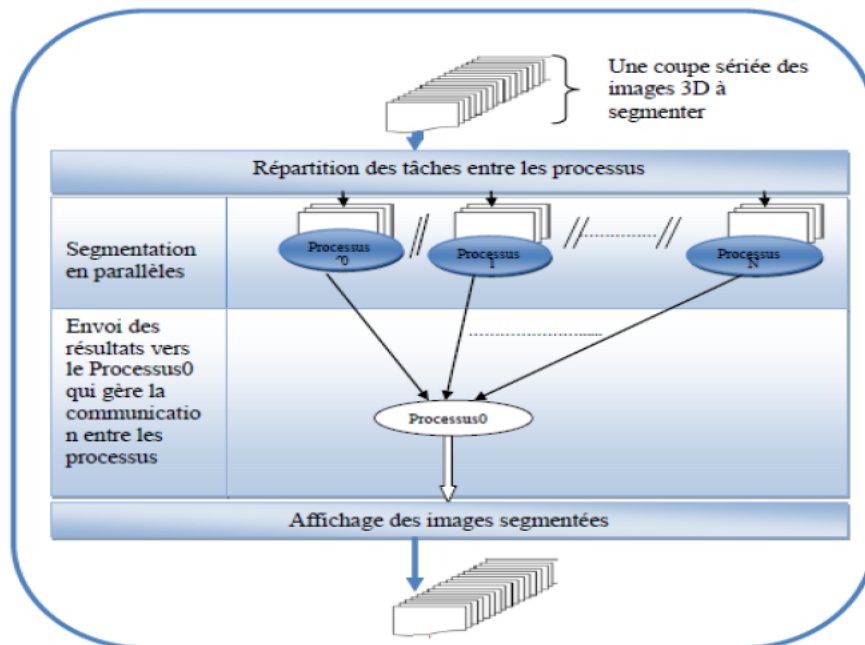 Une coupe sériée des
images 3D à
segmenter
Répartition des tâches entre les processus
Segmentation
en parallèles
Processus
0
//
Processus
1
//.................//
Processus
N
Envoi des
résultats vers
le Processus0
qui gère la
communicatio
n entre les
processus
Processus0
Affichage des images segmentées